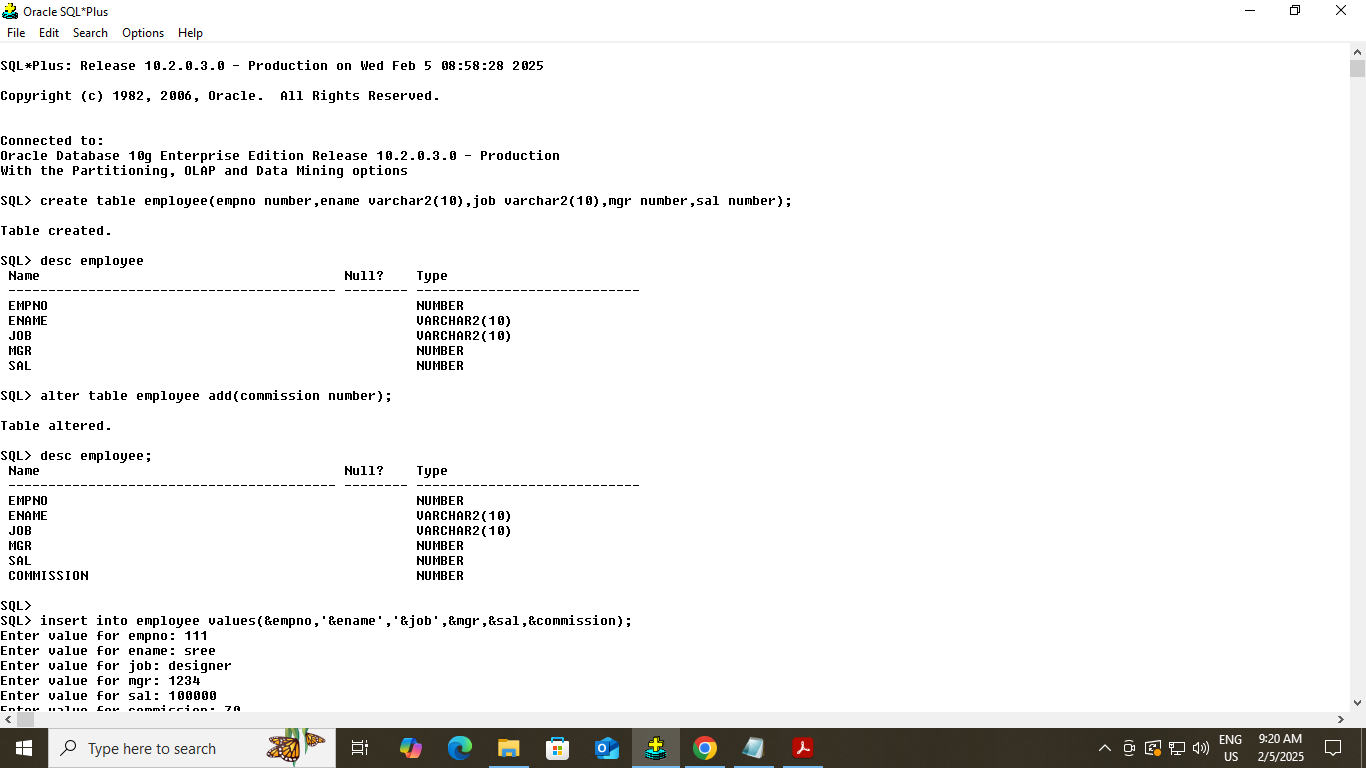 Oracle SQL*Plus
File Edit Search Options Help
SQL*Plus: Release 10.2.0.3.0 - Production on Wed Feb 5 08:58:28 2025
Copyright (c) 1982, 2006, Oracle.  All Rights Reserved.
Connected to:
Oracle Database 10g Enterprise Edition Release 10.2.0.3.0 - Production
With the Partitioning, OLAP and Data Mining options
SQL> create table employee(empno number,ename varchar2(10),job varchar2(10),mgr number,sal number);
Table created.
SQL> desc employee
Name Null? Type
----------------------------------------- -------- ----------------------------
EMPNO NUMBER
ENAME VARCHAR2(10)
JOB VARCHAR2(10)
MGR NUMBER
SAL NUMBER
SQL> alter table employee add(commission number);
Table altered.
SQL> desc employee;
Name Null? Type
----------------------------------------- -------- ----------------------------
EMPNO NUMBER
ENAME VARCHAR2(10)
JOB VARCHAR2(10)
MGR NUMBER
SAL NUMBER
COMMISSION NUMBER
SQL>
SQL> insert into employee values(&empno,'&ename','&job',&mgr,&sal,&commission);
Enter value for empno: 111
Enter value for ename: sree
Enter value for job: designer
Enter value for mgr: 1234
Enter value for sal: 100000
Enter value for commission: 70
Type here to search
ENG 9:20 AM
US 2/5/2025